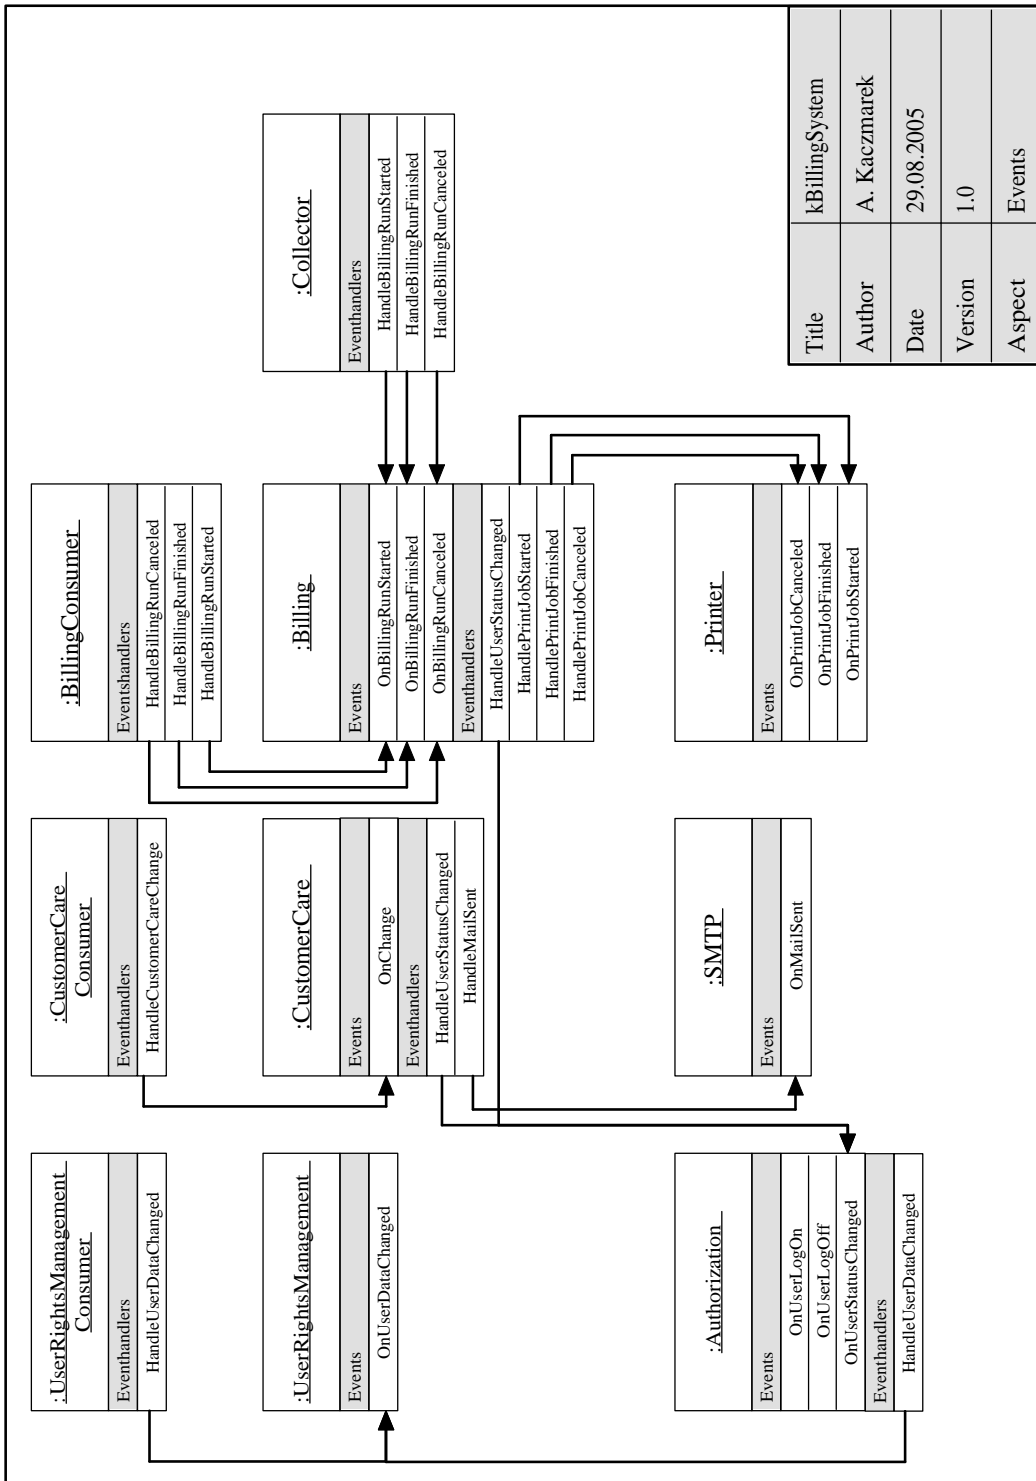 :UserRightsManagement
Consumer
Eventhandlers
HandleUserDataChanged
:CustomerCare
Consumer
Eventhandlers
HandleCustomerCareChange
:BillingConsumer
Eventshandlers
HandleBillingRunCanceled
HandleBillingRunFinished
HandleBillingRunStarted
:UserRightsManagement
Events
OnUserDataChanged
:CustomerCare
Events
OnChange
Eventhandlers
HandleUserStatusChanged
HandleMailSent
:Billing
Events
OnBillingRunStarted
OnBillingRunFinished
OnBillingRunCanceled
Eventhandlers
HandleUserStatusChanged
HandlePrintJobStarted
HandlePrintJobFinished
HandlePrintJobCanceled
:Collector
Eventhandlers
HandleBillingRunStarted
HandleBillingRunFinished
HandleBillingRunCanceled
:Authorization
Events
OnUserLogOn
OnUserLogOff
OnUserStatusChanged
Eventhandlers
HandleUserDataChanged
:SMTP
Events
OnMailSent
:Printer
Events
OnPrintJobCanceled
OnPrintJobFinished
OnPrintJobStarted
Title kBillingSystem
Author A. Kaczmarek
Date 29.08.2005
Version 1.0
Aspect Events